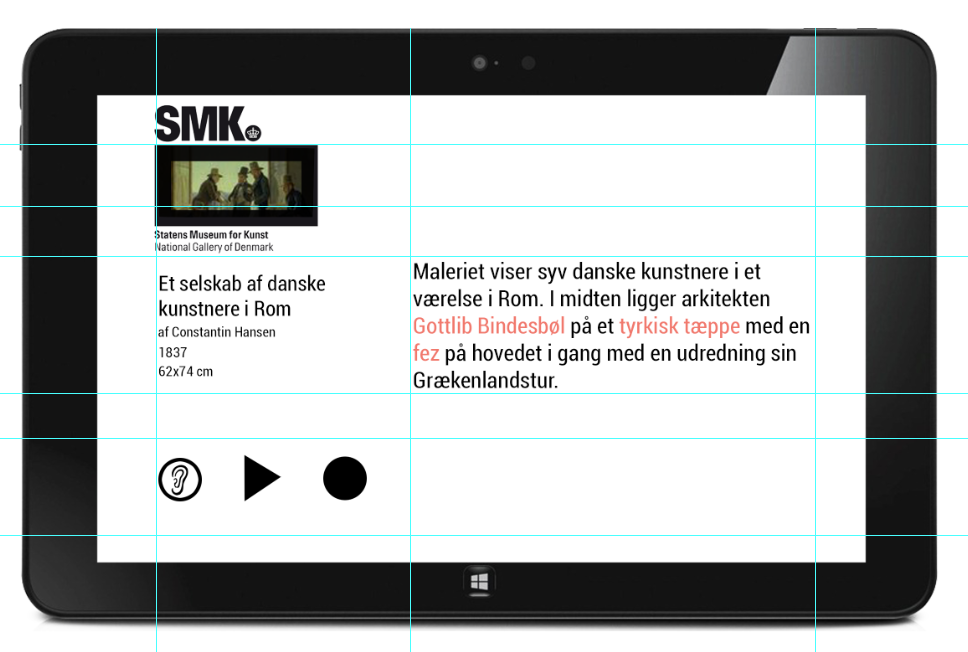 SMK.
Statens Museum for Kunst
National Gallery of Denmark
Et selskab af danske
kunstnere i Rom
af Constantin Hansen
1837
62x74 cm
Maleriet viser syv danske kunstnere i et
værelse i Rom. I midten ligger arkitekten
Gottlib Bindesbøl på et tyrkisk tæppe med en
fez på hovedet i gang med en udredning sin
Grækenlandstur.